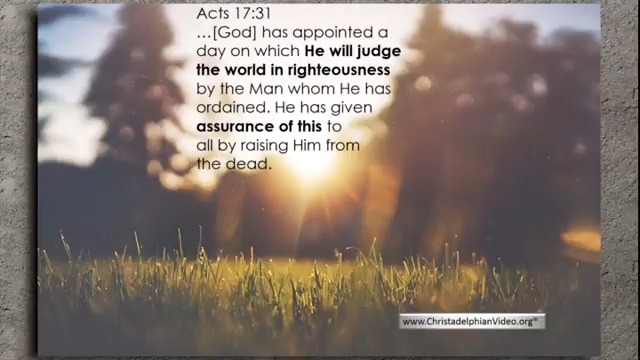 Acts 17:31
…[God] has appointed a
day on which He will judge
the world in righteousness
by the Man whom He has
ordained. He has given
assurance of this to
all by raising Him from
the dead.
www.ChristadelphianVideo.org®